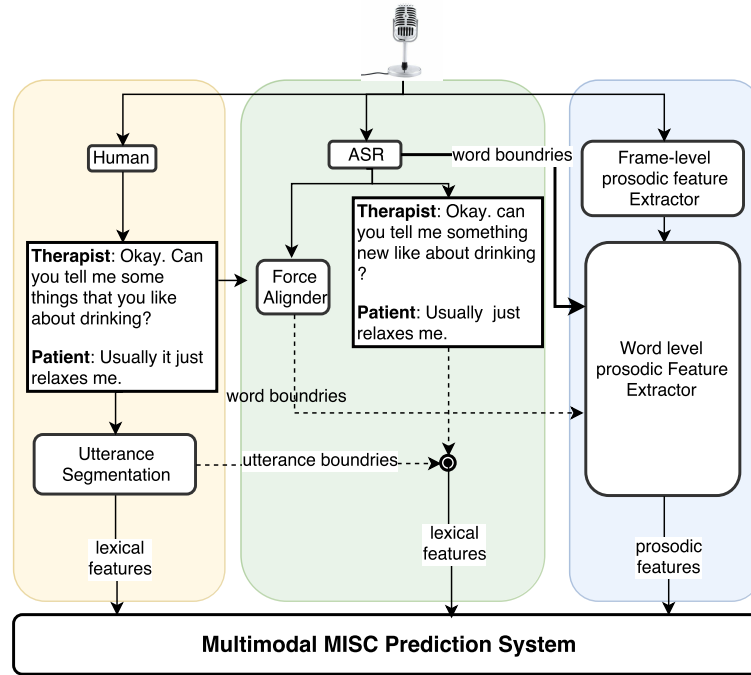 Human
ASR
word boundries
Frame-level
prosodic feature
Extractor
Therapist: Okay. Can
you tell me some
things that you like
about drinking?
Patient: Usually it just
relaxes me.
Force
Alignder
Therapist: Okay. can
you tell me something
new like about drinking
?
Patient: Usually  just
relaxes me.
Word level
prosodic Feature
Extractor
word boundries
Utterance
Segmentation
utterance boundries
lexical
features
lexical
features
prosodic
features
Multimodal MISC Prediction System